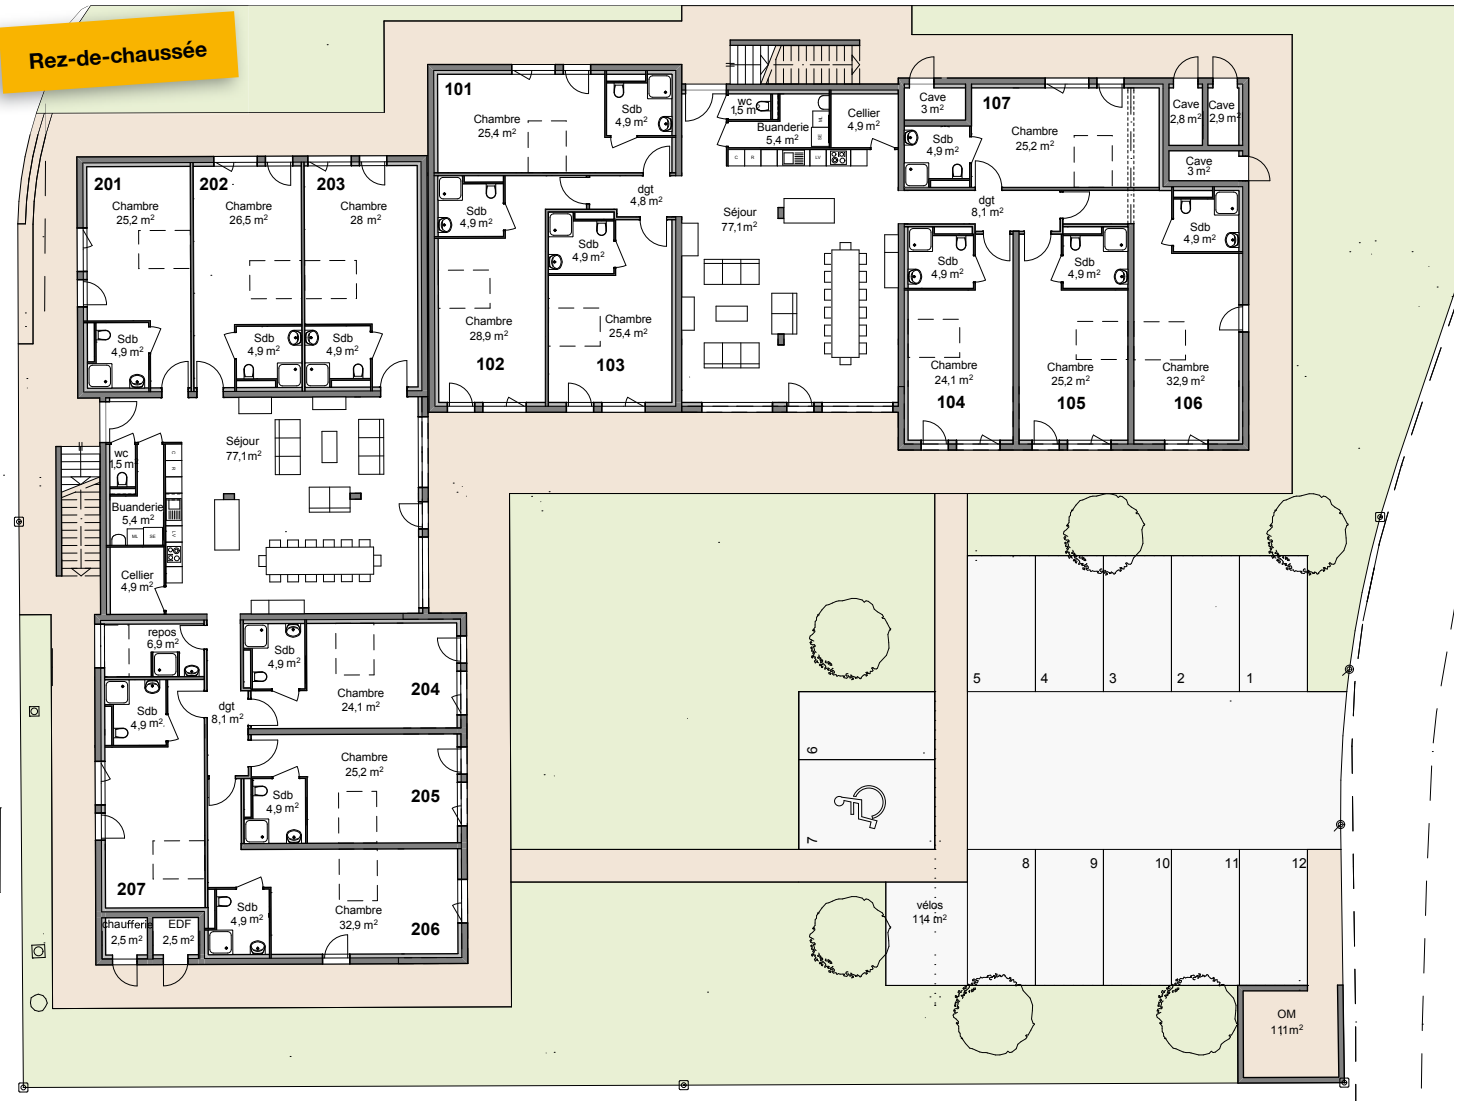 Rez-de-chaussée
101
Chambre
25,4 m²
Sdb
4,9 m²
wc
1,5 m²
Buanderie
5,4 m²
ML
SE
Cellier
4,9 m²
C R LV
Cave
3 m²
107
Chambre
25,2 m²
Sdb
4,9 m²
Cave
2,8 m²
Cave
2,9 m²
Cave
3 m²
201
Chambre
25,2 m²
202
Chambre
26,5 m²
203
Chambre
28 m²
Sdb
4,9 m²
Sdb
4,9 m²
Sdb
4,9 m²
Sdb
4,9 m²
dgt
4,8 m²
Sdb
4,9 m²
Chambre
28,9 m²
102
Chambre
25,4 m²
103
Séjour
77,1 m²
dgt
8,1 m²
Sdb
4,9 m²
Sdb
4,9 m²
Sdb
4,9 m²
Chambre
24,1 m²
104
Chambre
25,2 m²
105
Chambre
32,9 m²
106
Séjour
77,1 m²
wc
1,5 m
Buanderie
5,4 m²
ML SE
C
R
LV
Cellier
4,9 m²
repos
6,9 m²
Sdb
4,9 m²
Chambre
24,1 m²
204
Sdb
4,9 m²
dgt
8,1 m²
Chambre
25,2 m²
205
Sdb
4,9 m²
207
Sdb
4,9 m²
Chambre
32,9 m²
206
chaufferie
2,5 m²
EDF
2,5 m²
5
4
3
2
1
6
7
8
9
10
11
12
vélos
11,4 m²
OM
11,1 m²